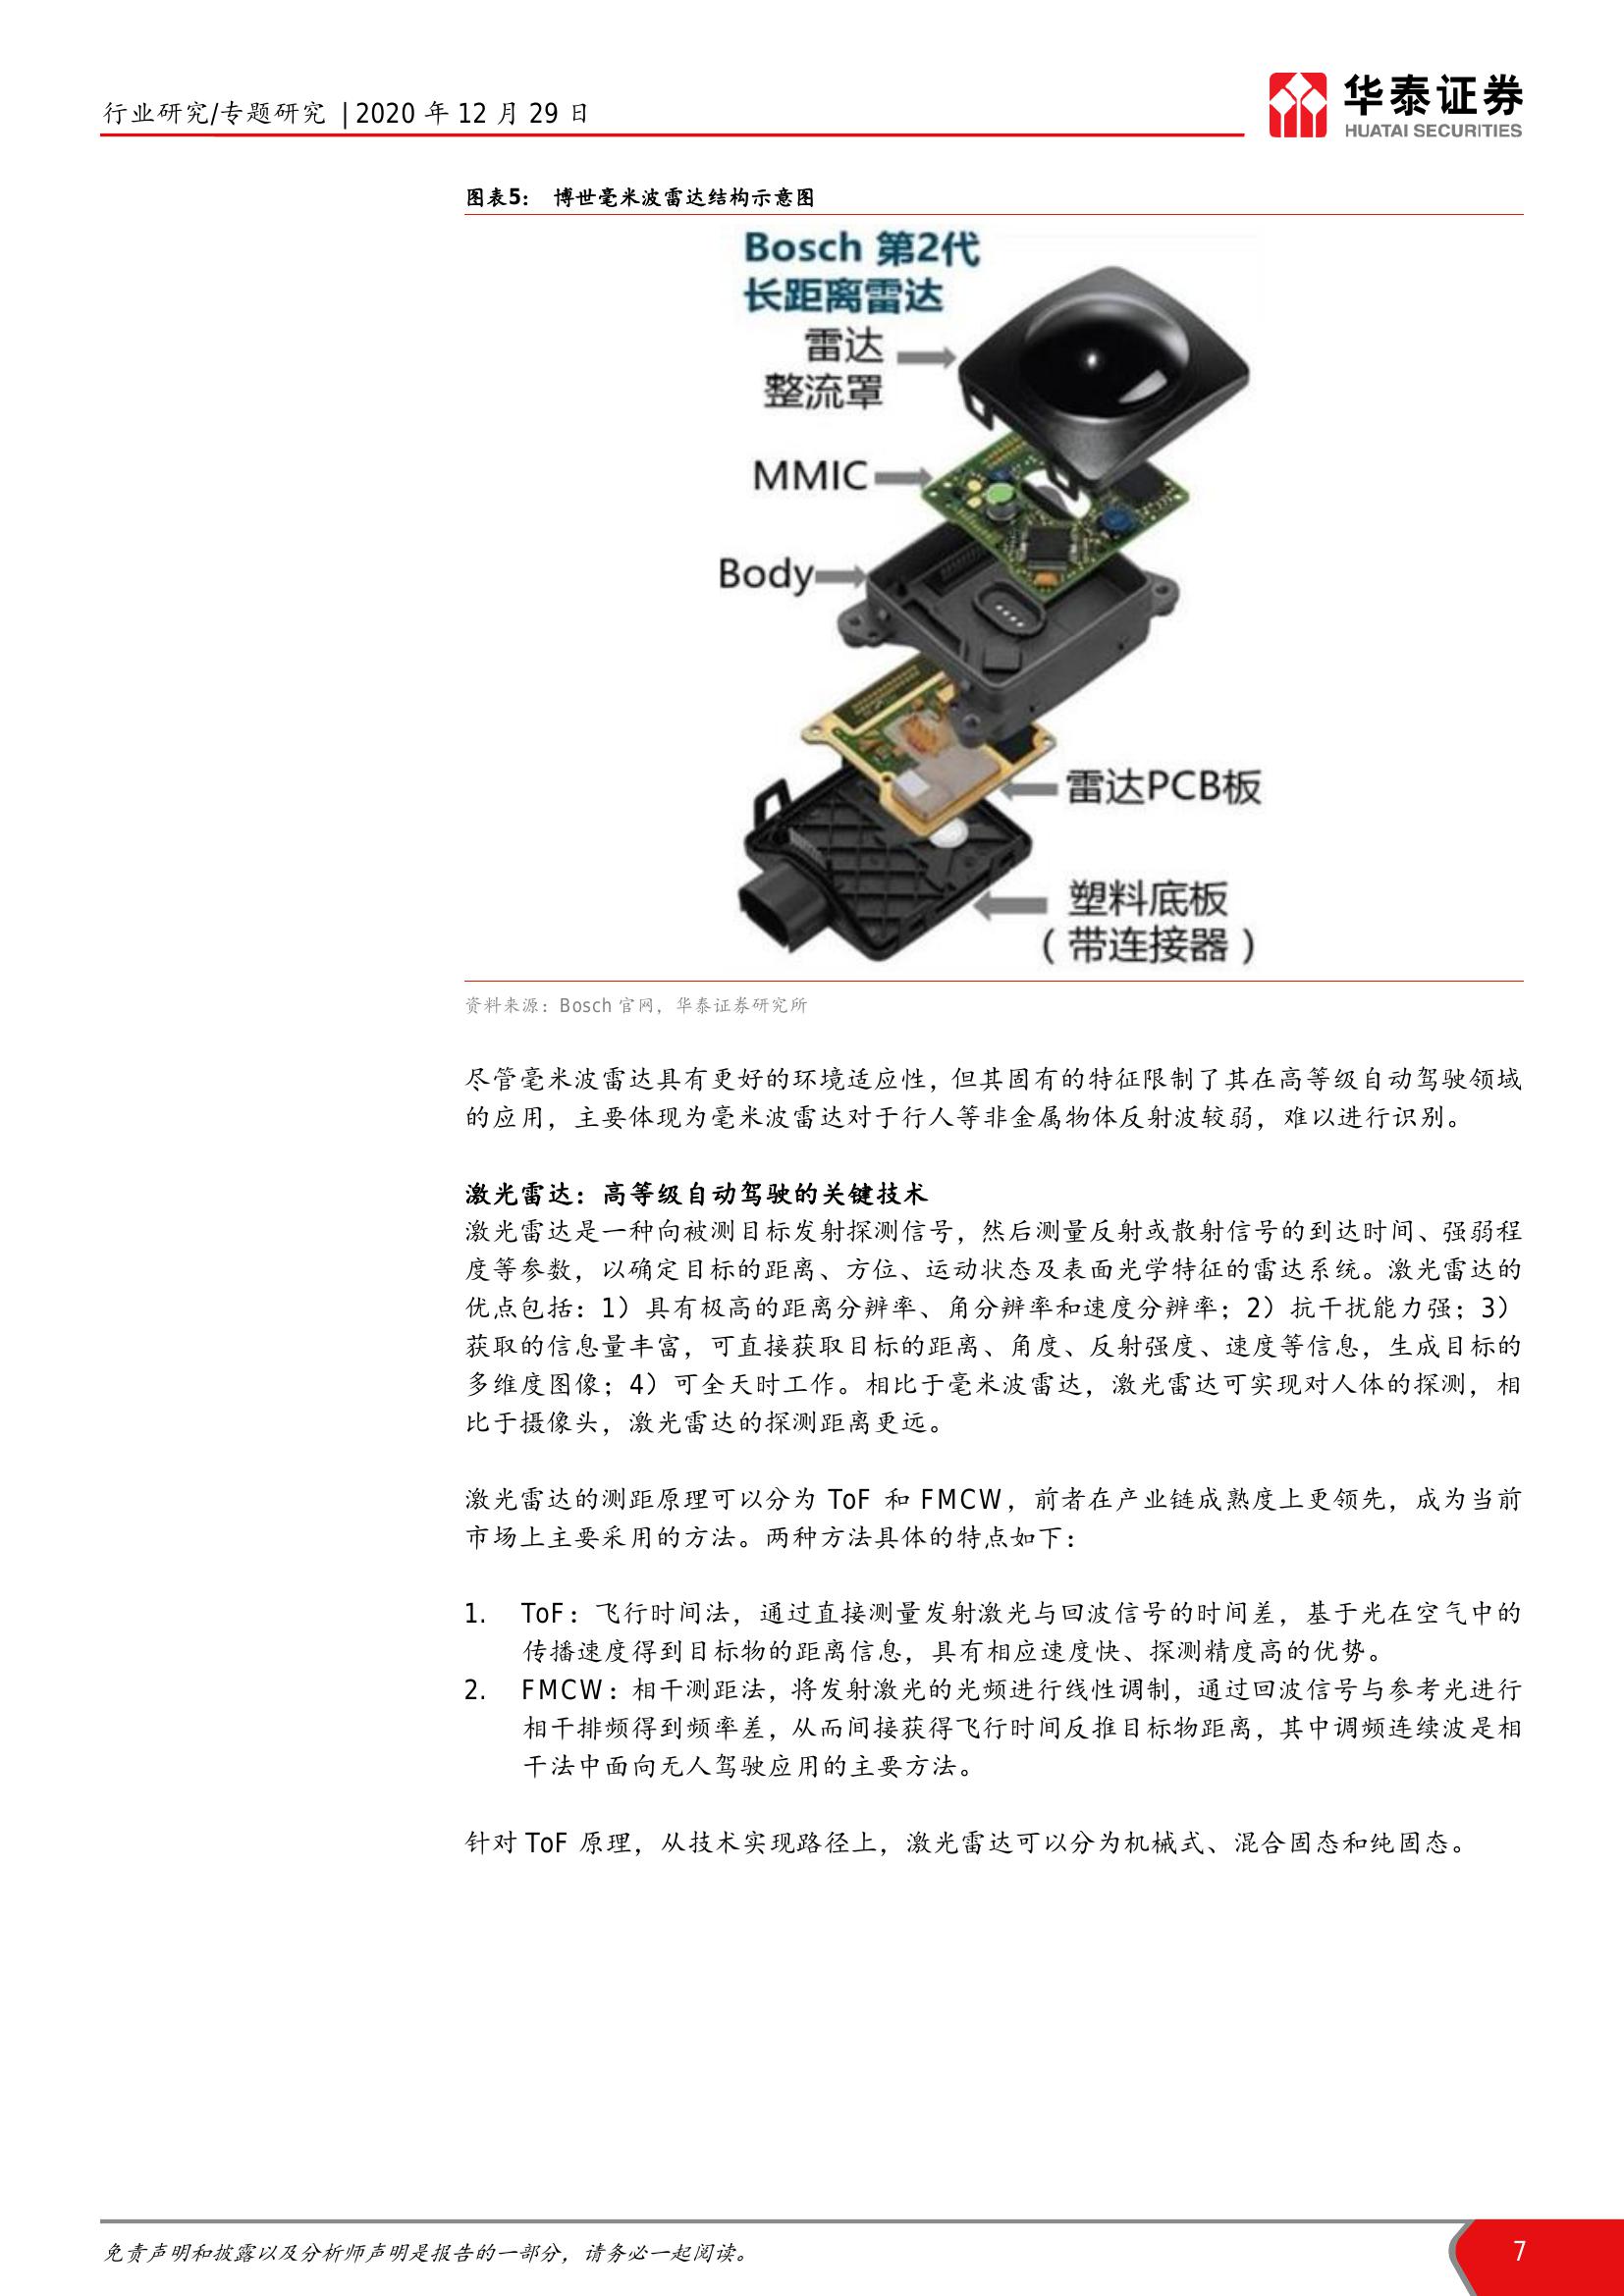 行业研究/专题研究 | 2020 年 12 月 29 日
华泰证券
HUATAI SECURITIES
图表5： 博世毫米波雷达结构示意图
Bosch 第2代
长距离雷达
雷达
整流罩
MMIC
Body
雷达PCB板
塑料底板
（带连接器）
资料来源：Bosch 官网，华泰证券研究所
尽管毫米波雷达具有更好的环境适应性，但其固有的特征限制了其在高等级自动驾驶领域
的应用，主要体现为毫米波雷达对于行人等非金属物体反射波较弱，难以进行识别。
激光雷达：高等级自动驾驶的关键技术
激光雷达是一种向被测目标发射探测信号，然后测量反射或散射信号的到达时间、强弱程
度等参数，以确定目标的距离、方位、运动状态及表面光学特征的雷达系统。激光雷达的
优点包括：1）具有极高的距离分辨率、角分辨率和速度分辨率；2）抗干扰能力强；3）
获取的信息量丰富，可直接获取目标的距离、角度、反射强度、速度等信息，生成目标的
多维度图像；4）可全天时工作。相比于毫米波雷达，激光雷达可实现对人体的探测，相
比于摄像头，激光雷达的探测距离更远。
激光雷达的测距原理可以分为 ToF 和 FMCW，前者在产业链成熟度上更领先，成为当前
市场上主要采用的方法。两种方法具体的特点如下：
1. ToF：飞行时间法，通过直接测量发射激光与回波信号的时间差，基于光在空气中的
传播速度得到目标物的距离信息，具有相应速度快、探测精度高的优势。
2. FMCW：相干测距法，将发射激光的光频进行线性调制，通过回波信号与参考光进行
相干排频得到频率差，从而间接获得飞行时间反推目标物距离，其中调频连续波是相
干法中面向无人驾驶应用的主要方法。
针对 ToF 原理，从技术实现路径上，激光雷达可以分为机械式、混合固态和纯固态。
免责声明和披露以及分析师声明是报告的一部分，请务必一起阅读。
7